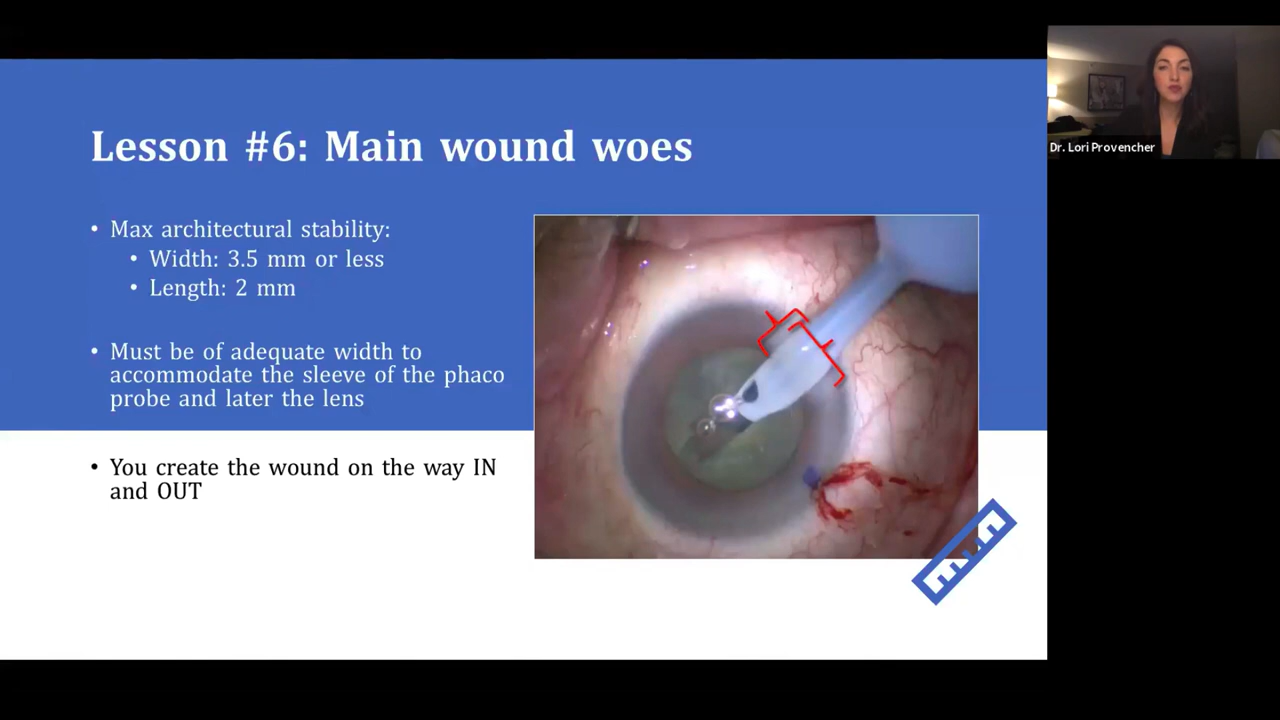 Lesson #6: Main wound woes
• Max architectural stability:
• Width: 3.5 mm or less
• Length: 2 mm
• Must be of adequate width to
accommodate the sleeve of the phaco
probe and later the lens
• You create the wound on the way IN
and OUT
Dr. Lori Provencher